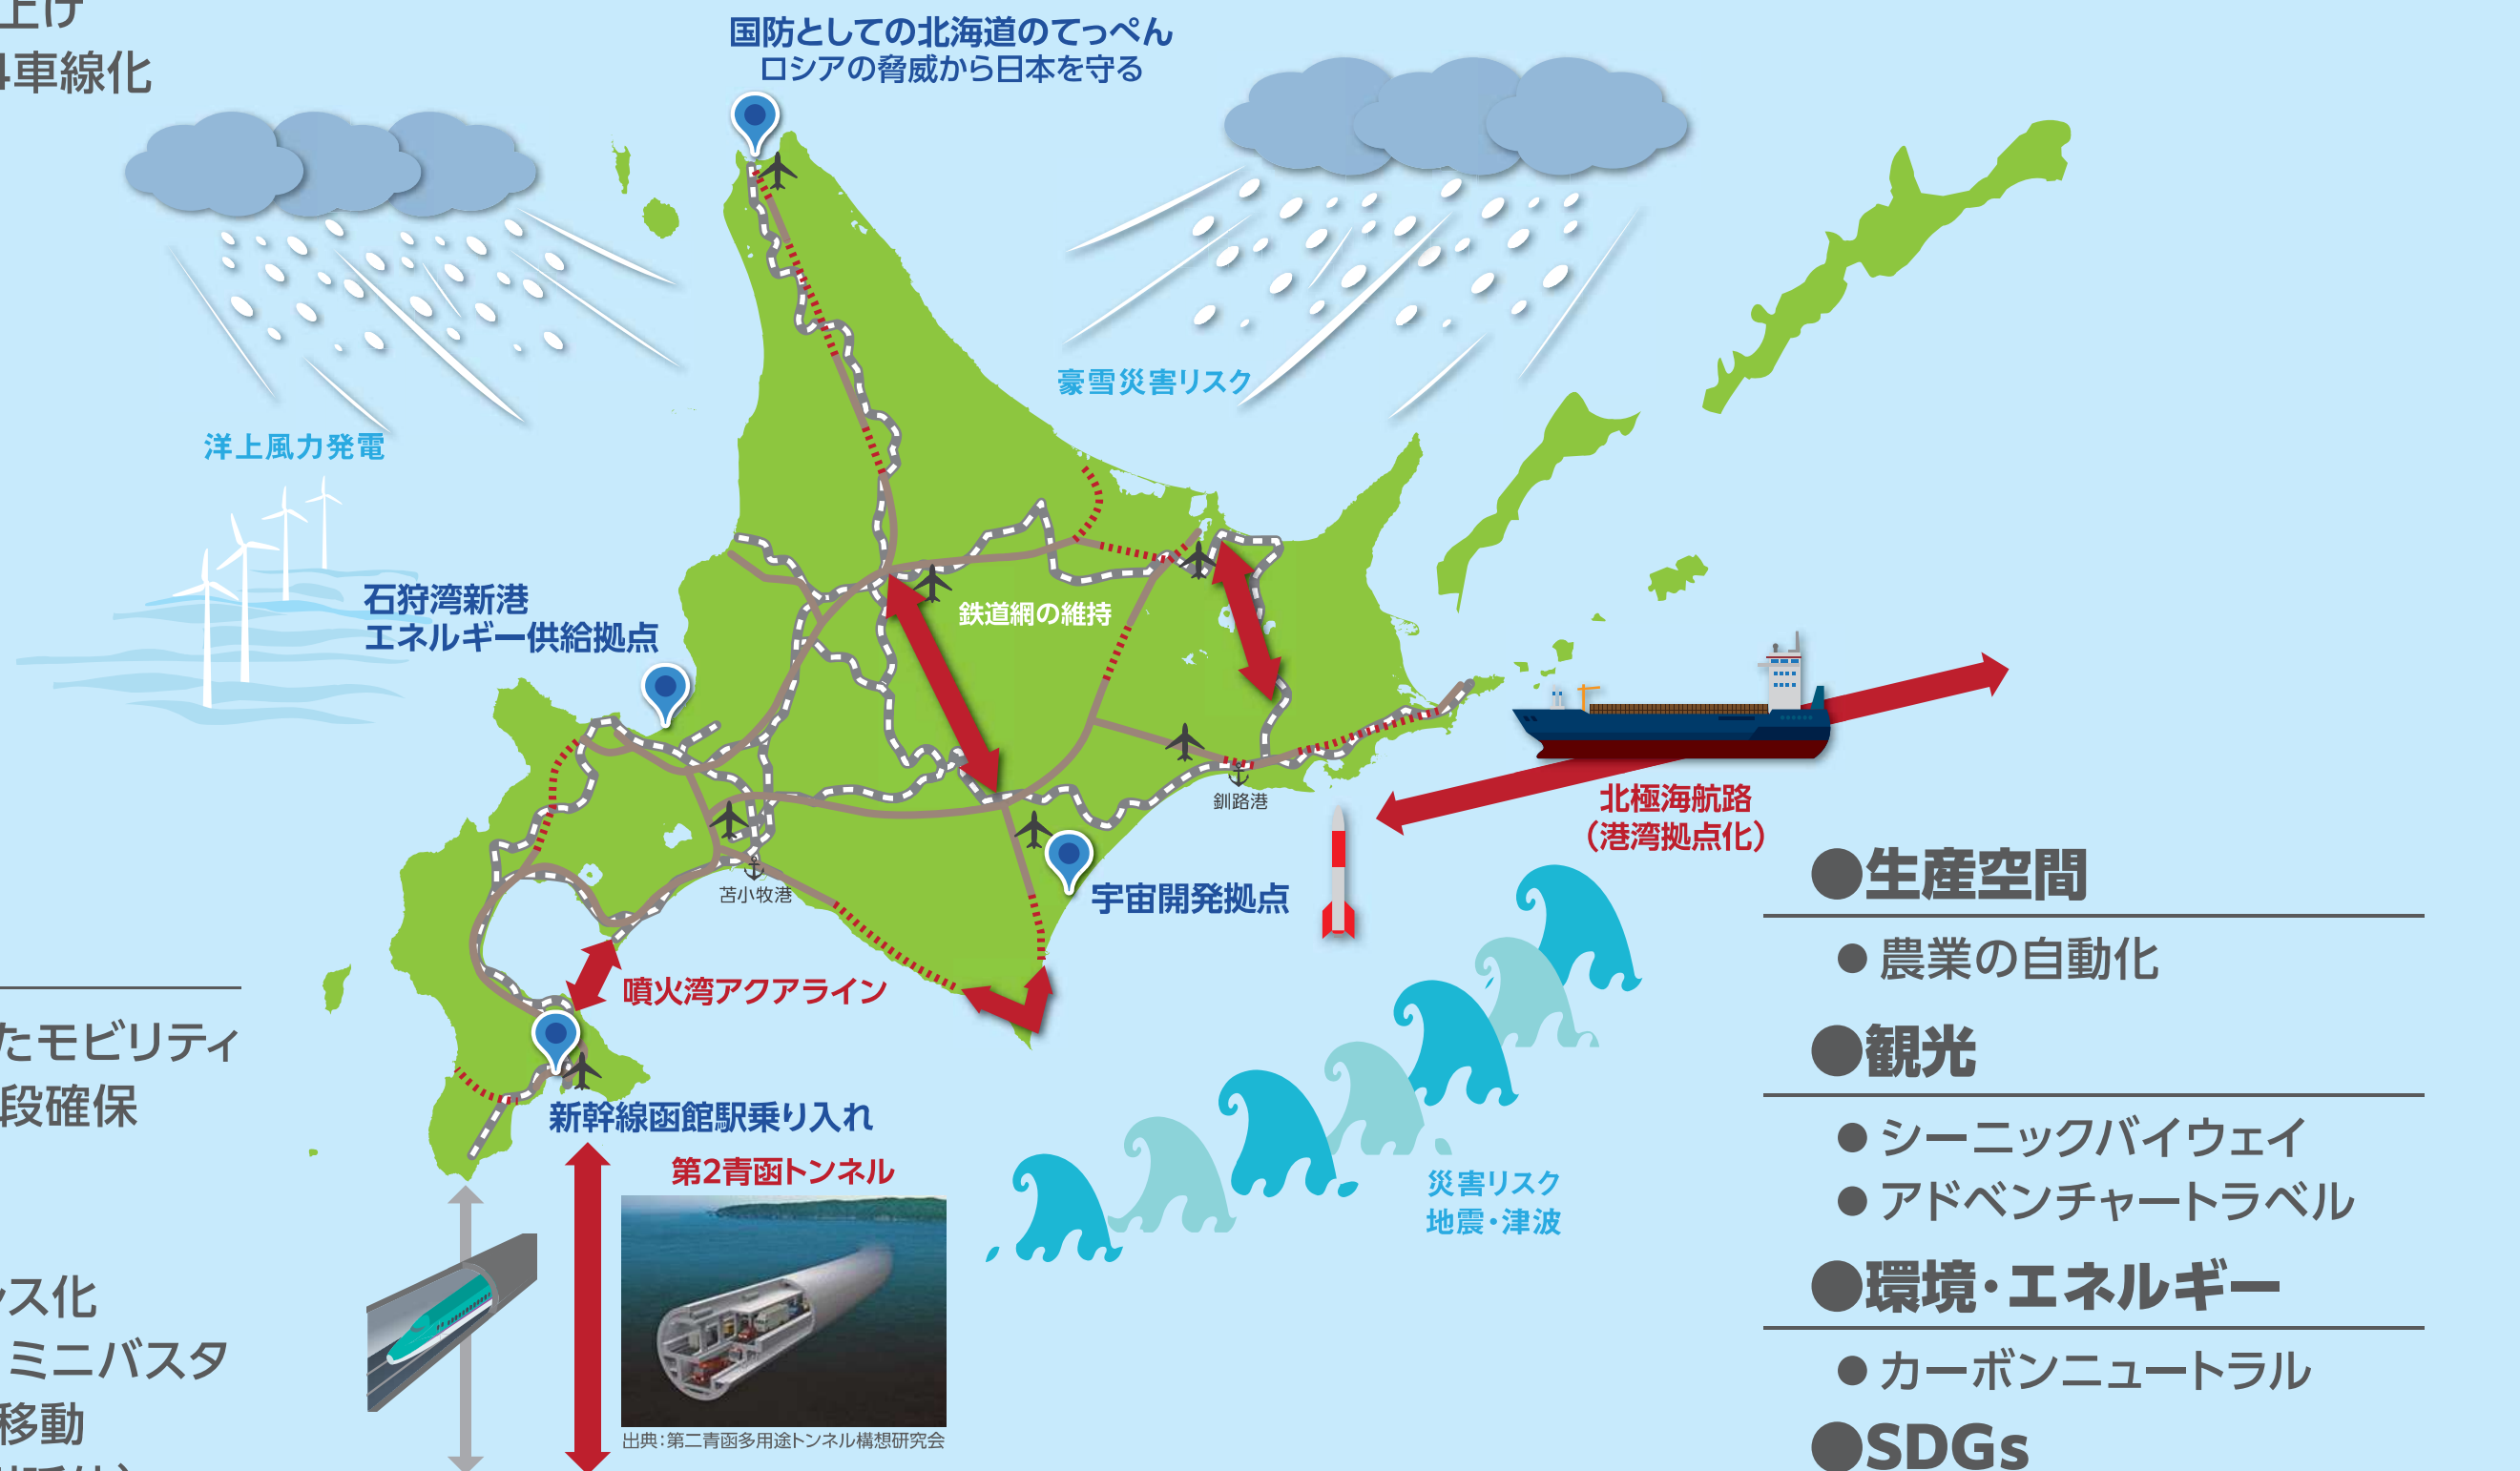 上げ
4車線化
国防としての北海道のてっぺん
ロシアの脅威から日本を守る
豪雪災害リスク
洋上風力発電
石狩湾新港
エネルギー供給拠点
鉄道網の維持
釧路港
北極海航路
（港湾拠点化）
苫小牧港
宇宙開発拠点
噴火湾アクアライン
たモビリティ
段確保
新幹線函館駅乗り入れ
第2青函トンネル
災害リスク
地震・津波
ス化
ミニバスタ
移動
出典：第二青函多用途トンネル構想研究会
●生産空間
● 農業の自動化
●観光
● シーニックバイウェイ
● アドベンチャートラベル
●環境・エネルギー
● カーボンニュートラル
●SDGs